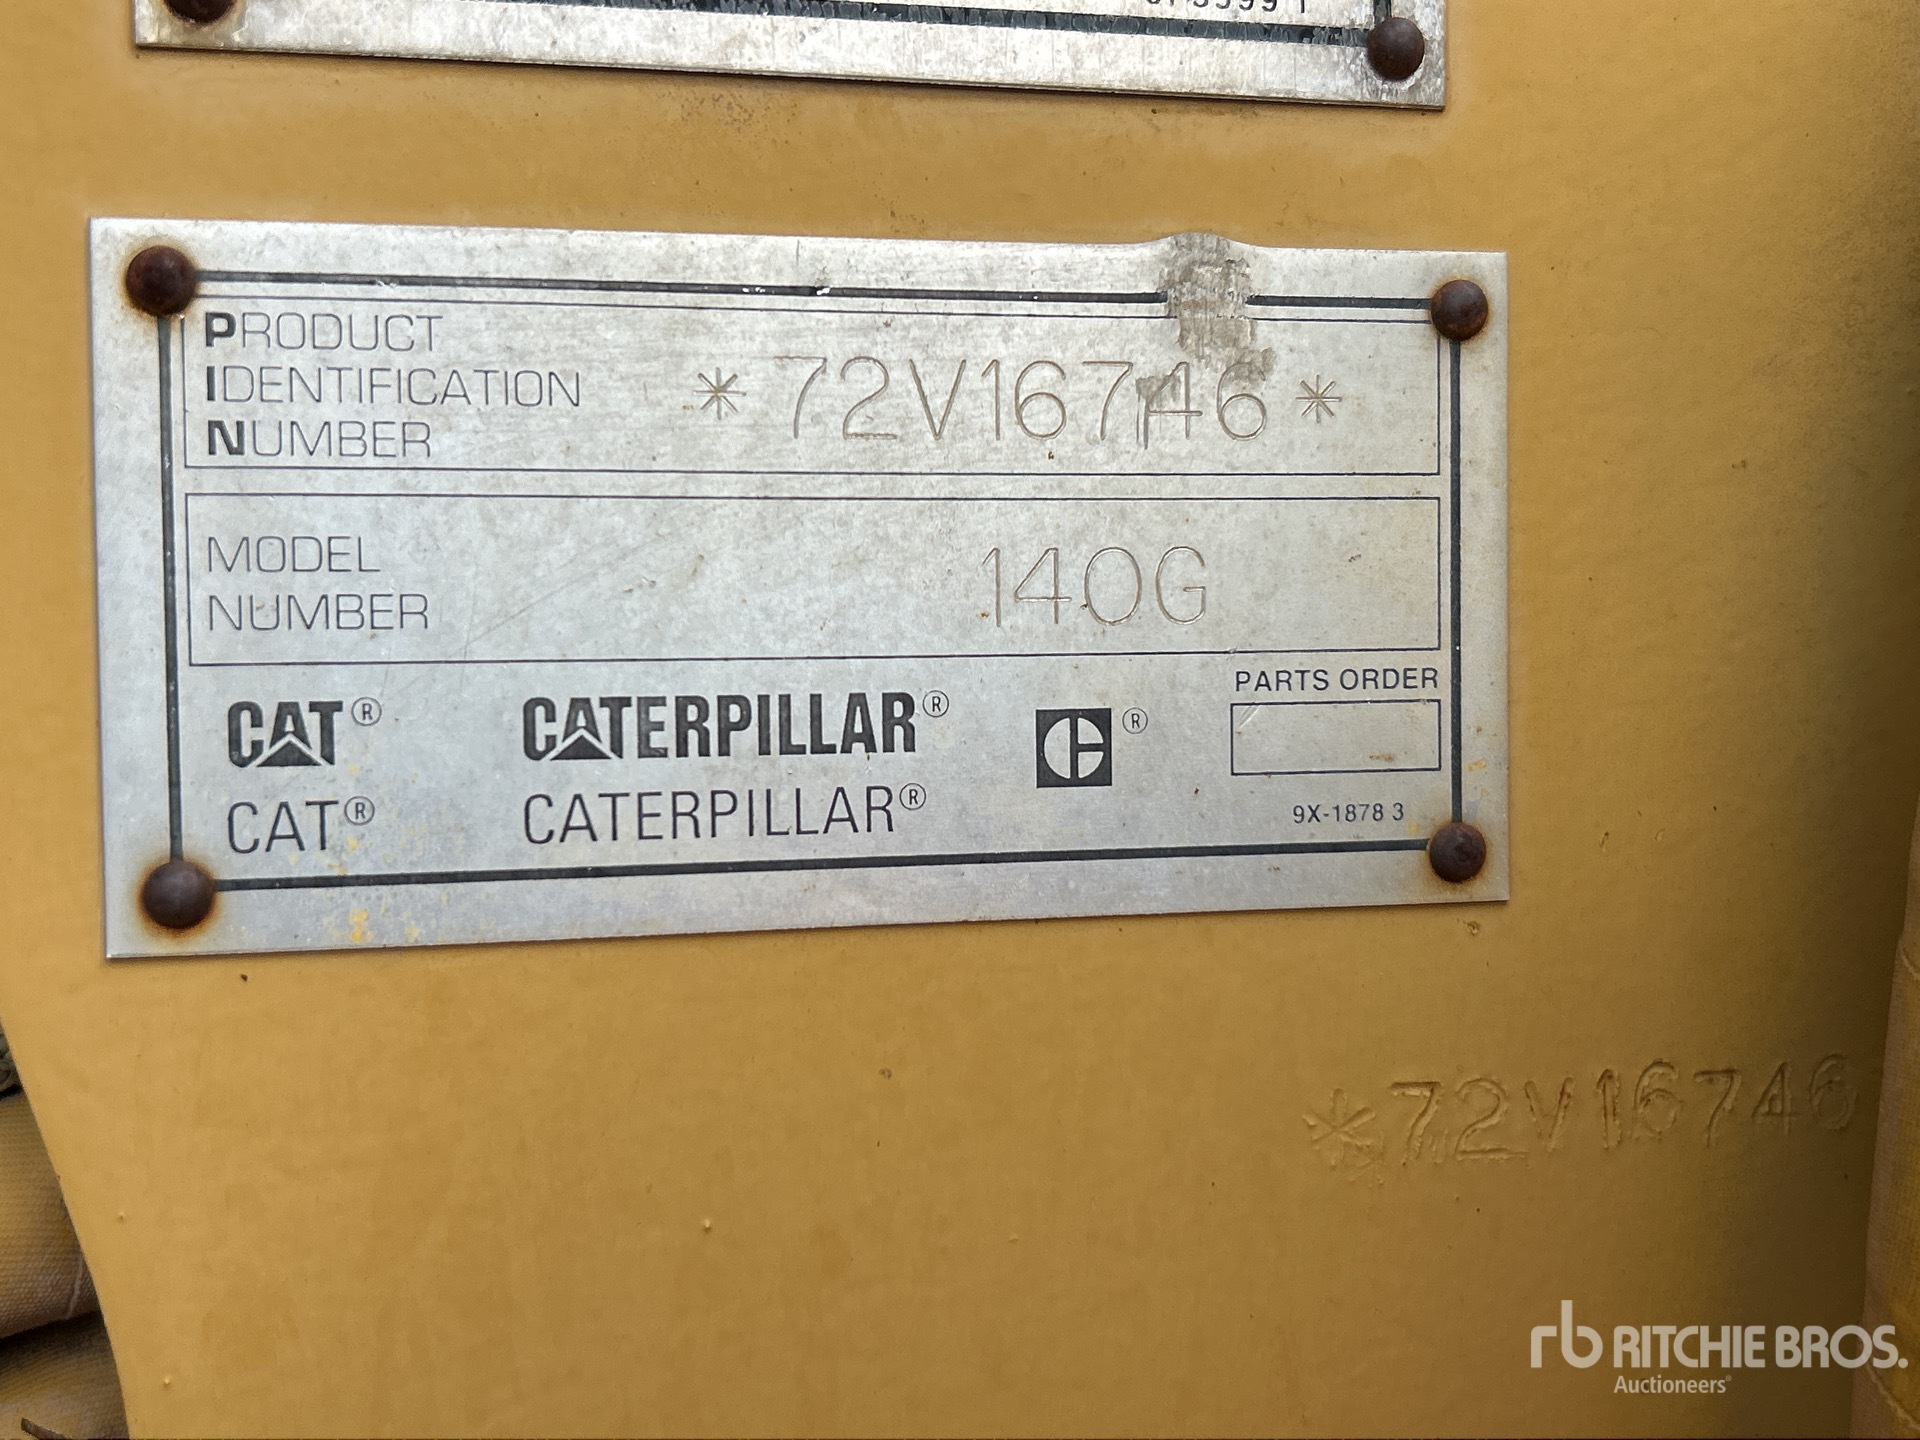 PRODUCT
IDENTIFICATION
NUMBER
*72V16746*
MODEL
NUMBER
140G
PARTS ORDER
CAT® CATERPILLAR® ®
CAT® CATERPILLAR®
9X-1878 3
*72V16746
rb RITCHIE BROS.
Auctioneers®